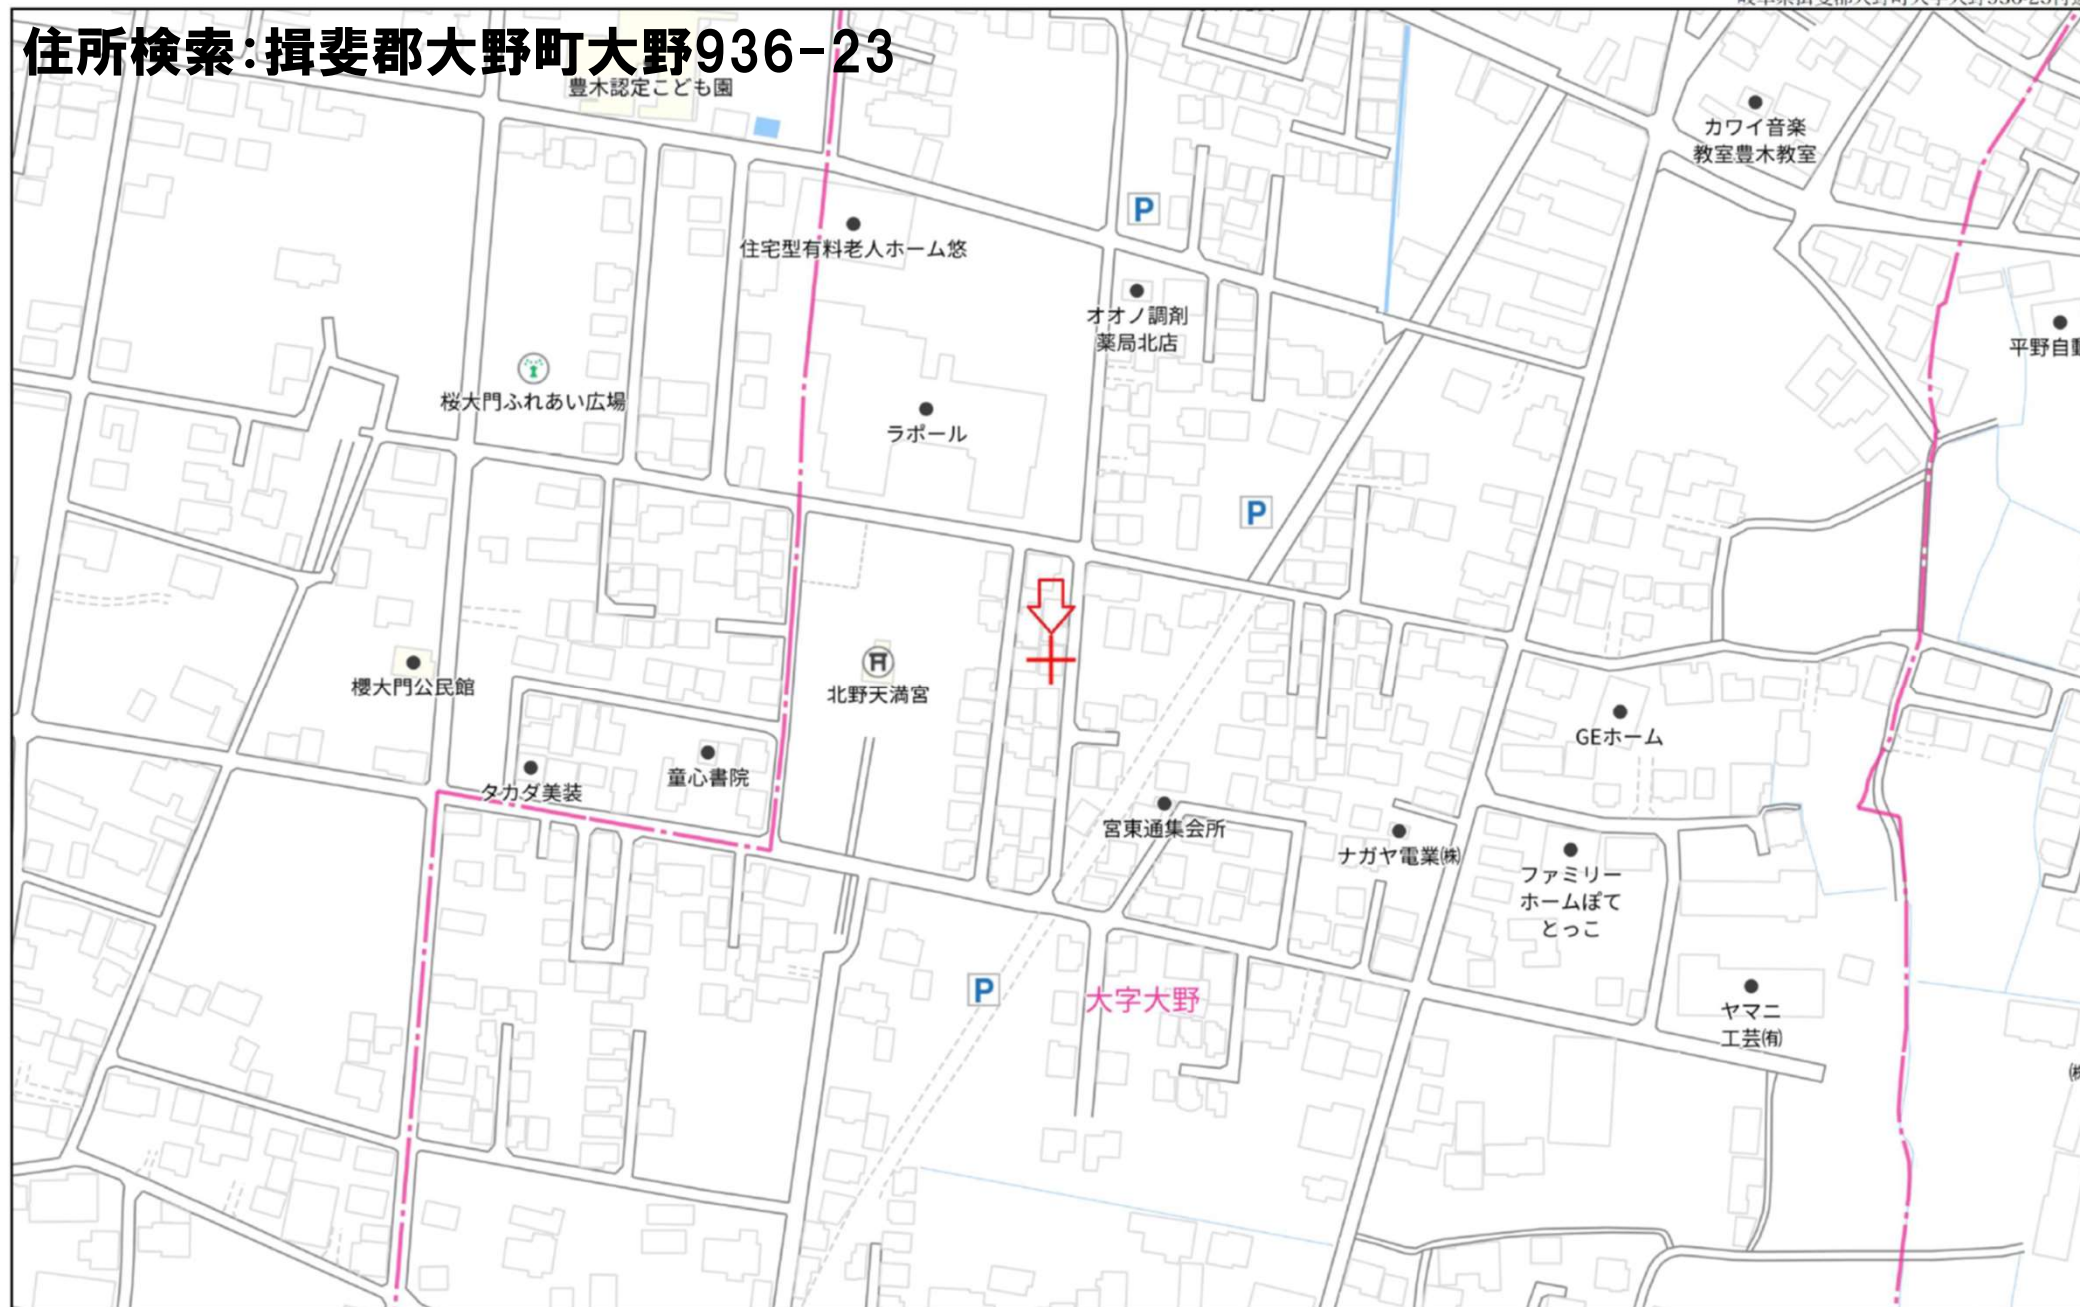 住所検索:揖斐郡大野町大野936-23
豊木認定こども園
カワイ音楽
教室豊木教室
P
住宅型有料老人ホーム悠
オオノ調剤
薬局北店
平野自動
桜大門ふれあい広場
ラポール
P
櫻大門公民館
北野天満宮
GEホーム
タカダ美装
童心書院
宮東通集会所
ナガヤ電業㈱
ファミリー
ホームぽて
とっこ
P
大字大野
ヤマニ
工芸㈲